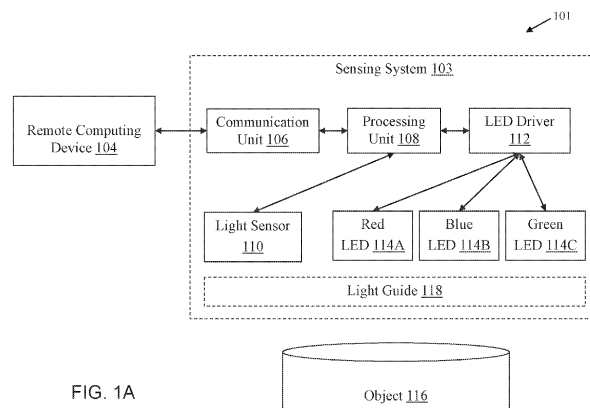 101
Sensing System 103
Remote Computing
Device 104
Communication
Unit 106
Processing
Unit 108
LED Driver
112
Light Sensor
110
Red
LED 114A
Blue
LED 114B
Green
LED 114C
Light Guide 118
FIG. 1A
Object 116